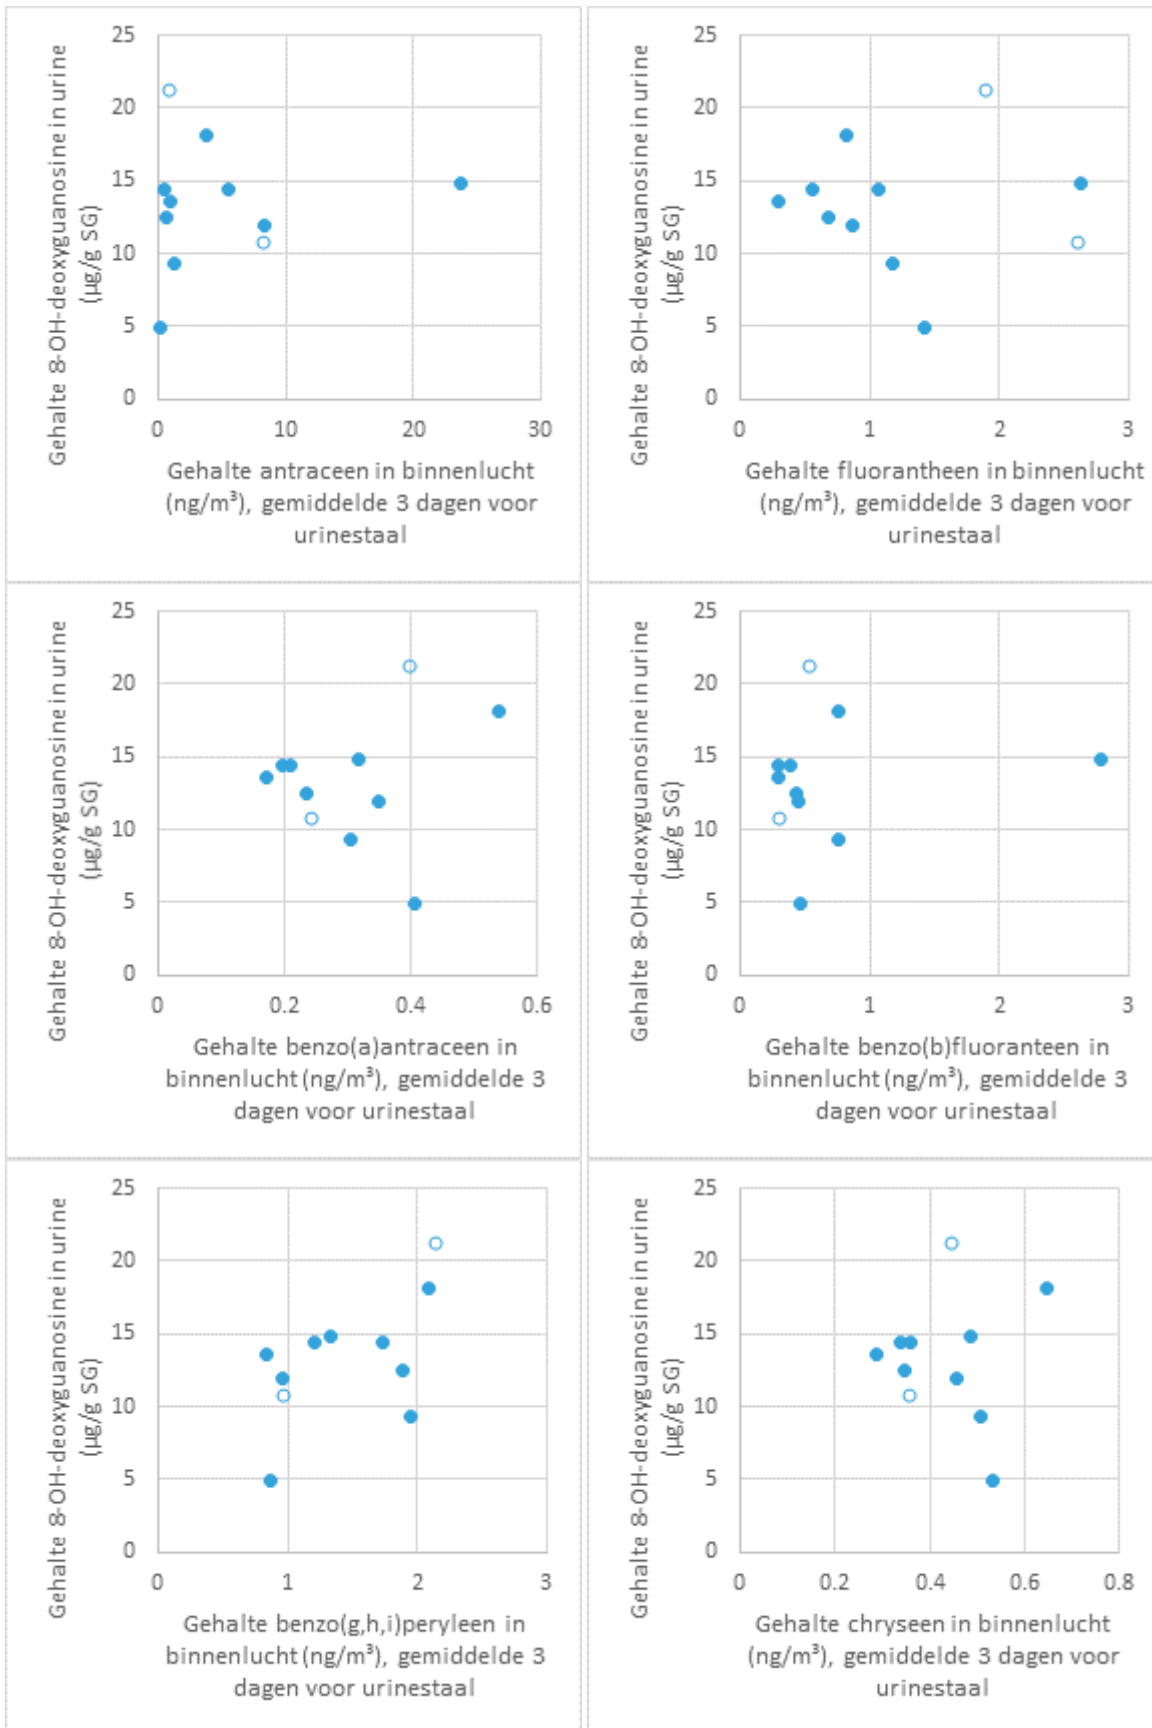 Gehalte 8-OH-deoxyguanosine in urine
(µg/g SG)
25
20
15
10
5
0
0 10 20 30
Gehalte antraceen in binnenlucht
(ng/m³), gemiddelde 3 dagen voor
urinestaal
Gehalte 8-OH-deoxyguanosine in urine
(µg/g SG)
25
20
15
10
5
0
0 1 2 3
Gehalte fluorantheen in binnenlucht
(ng/m³), gemiddelde 3 dagen voor
urinestaal
Gehalte 8-OH-deoxyguanosine in urine
(µg/g SG)
25
20
15
10
5
0
0 0.2 0.4 0.6
Gehalte benzo(a)antraceen in
binnenlucht (ng/m³), gemiddelde 3
dagen voor urinestaal
Gehalte 8-OH-deoxyguanosine in urine
(µg/g SG)
25
20
15
10
5
0
0 1 2 3
Gehalte benzo(b)fluoranteen in
binnenlucht (ng/m³), gemiddelde 3
dagen voor urinestaal
Gehalte 8-OH-deoxyguanosine in urine
(µg/g SG)
25
20
15
10
5
0
0 1 2 3
Gehalte benzo(g,h,i)peryleen in
binnenlucht (ng/m³), gemiddelde 3
dagen voor urinestaal
Gehalte 8-OH-deoxyguanosine in urine
(µg/g SG)
25
20
15
10
5
0
0 0.2 0.4 0.6 0.8
Gehalte chryseen in binnenlucht
(ng/m³), gemiddelde 3 dagen voor
urinestaal